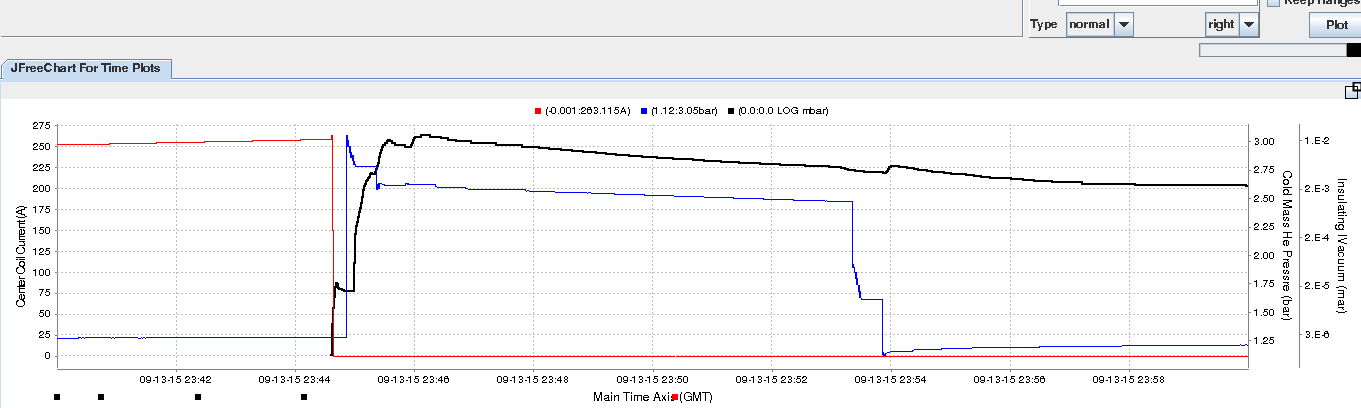 Keep Ranges
Type normal right Plot
JFreeChart For Time Plots
(-0.001:263.115A) (1.12:3.05bar) (0.0:0.0 LOG mbar)
Center Coil Current (A)
275
250
225
200
175
150
125
100
75
50
25
0
3.00
2.75
2.50
2.25
2.00
1.75
1.50
1.25
Cold Mass He Pressre (bar)
1.E-2
2.E-3
2.E-4
2.E-5
3.E-6
Insulating IVacuum (mar)
09-13-15 23:42 09-13-15 23:44 09-13-15 23:46 09-13-15 23:48 09-13-15 23:50 09-13-15 23:52 09-13-15 23:54 09-13-15 23:56 09-13-15 23:58
Main Time Axis (GMT)